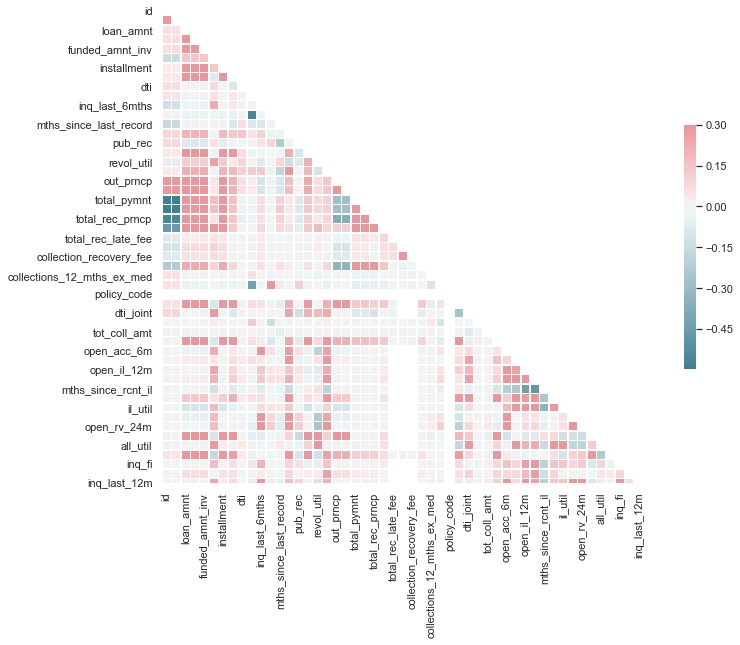 id
loan_amnt
funded_amnt_inv
installment
dti
inq_last_6mths
mths_since_last_record
pub_rec
revol_util
out_prncp
total_pymnt
total_rec_prncp
total_rec_late_fee
collection_recovery_fee
collections_12_mths_ex_med
policy_code
dti_joint
tot_coll_amt
open_acc_6m
open_il_12m
mths_since_rcnt_il
il_util
open_rv_24m
all_util
inq_fi
inq_last_12m
0.30
0.15
0.00
−0.15
−0.30
−0.45
id
loan_amnt
funded_amnt_inv
installment
dti
inq_last_6mths
mths_since_last_record
pub_rec
revol_util
out_prncp
total_pymnt
total_rec_prncp
total_rec_late_fee
collection_recovery_fee
collections_12_mths_ex_med
policy_code
dti_joint
tot_coll_amt
open_acc_6m
open_il_12m
mths_since_rcnt_il
il_util
open_rv_24m
all_util
inq_fi
inq_last_12m